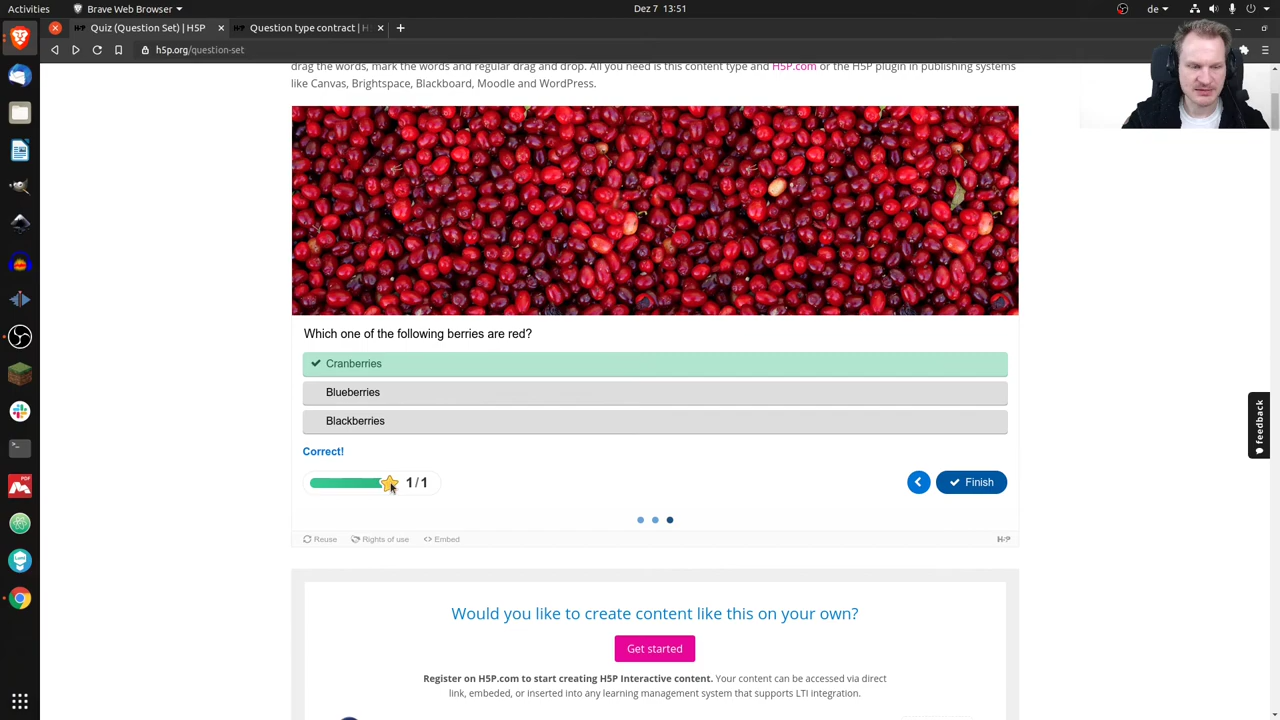 Activities
Brave Web Browser
Dez 7 13:51
de
Quiz (Question Set) | H5P
Question type contract | H
h5p.org/question-set
drag the words, mark the words and regular drag and drop. All you need is this content type and H5P.com or the H5P plugin in publishing systems
like Canvas, Brightspace, Blackboard, Moodle and WordPress.
Which one of the following berries are red?
Cranberries
Blueberries
Blackberries
Correct!
1/1
Finish
Reuse
Rights of use
Embed
H5P
feedback
Would you like to create content like this on your own?
Get started
Register on H5P.com to start creating H5P Interactive content. Your content can be accessed via direct
link, embeded, or inserted into any learning management system that supports LTI integration.